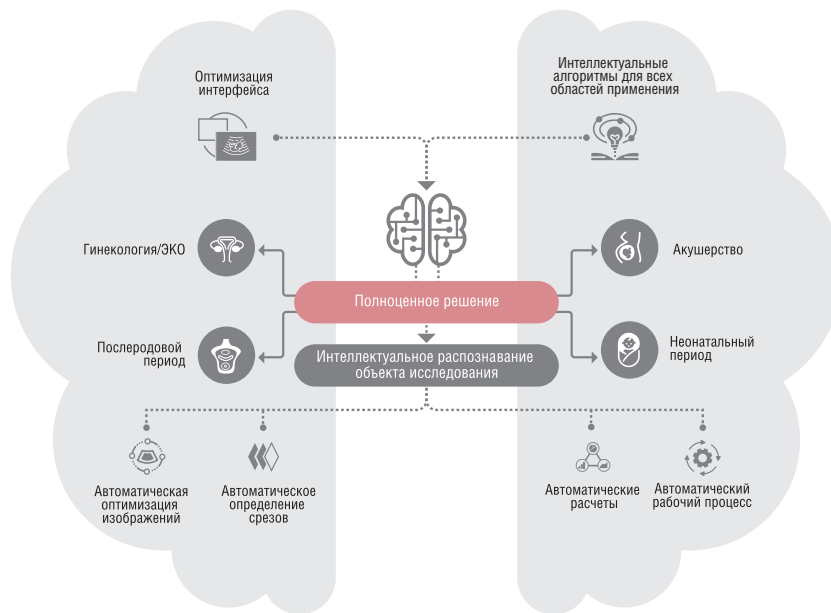 Оптимизация
интерфейса
Интеллектуальные
алгоритмы для всех
областей применения
Гинекология/ЭКО
Акушерство
Полноценное решение
Послеродовой
период
Неонатальный
период
Интеллектуальное распознавание
объекта исследования
Автоматическая
оптимизация
изображений
Автоматическое
определение
срезов
Автоматические
расчеты
Автоматический
рабочий процесс